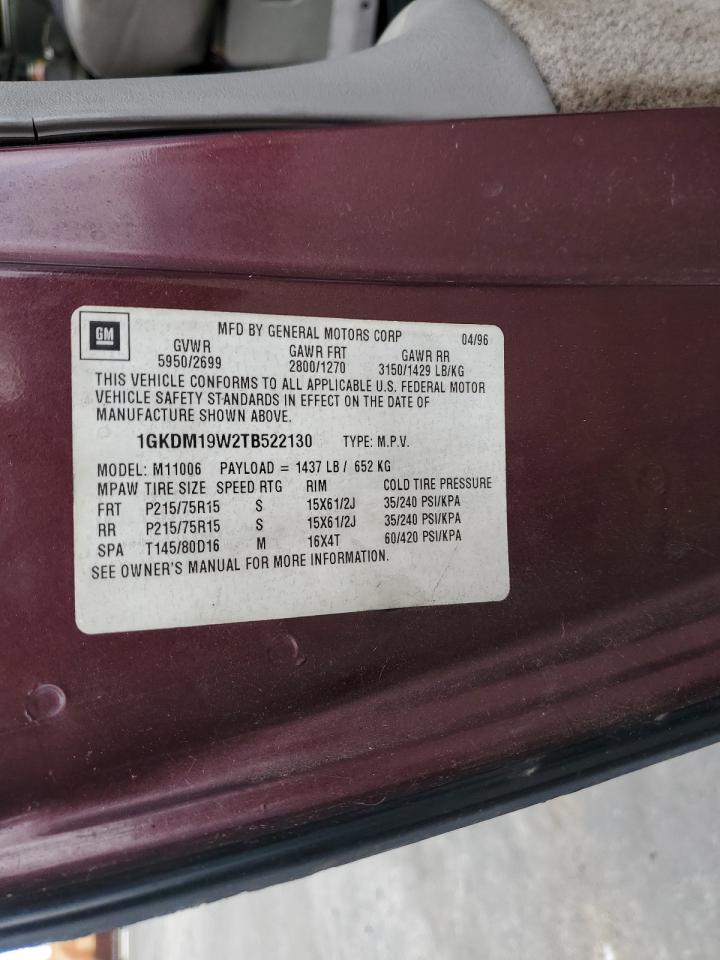 GM
MFD BY GENERAL MOTORS CORP 04/96
GVWR GAWR FRT GAWR RR
5950/2699 2800/1270 3150/1429 LB/KG
THIS VEHICLE CONFORMS TO ALL APPLICABLE U.S. FEDERAL MOTOR
VEHICLE SAFETY STANDARDS IN EFFECT ON THE DATE OF
MANUFACTURE SHOWN ABOVE.
1GKDM19W2TB522130 TYPE: M.P.V.
MODEL: M11006 PAYLOAD = 1437 LB / 652 KG
MPAW TIRE SIZE SPEED RTG RIM COLD TIRE PRESSURE
FRT P215/75R15 S 15X61/2J 35/240 PSI/KPA
RR P215/75R15 S 15X61/2J 35/240 PSI/KPA
SPA T145/80D16 M 16X4T 60/420 PSI/KPA
SEE OWNER'S MANUAL FOR MORE INFORMATION.